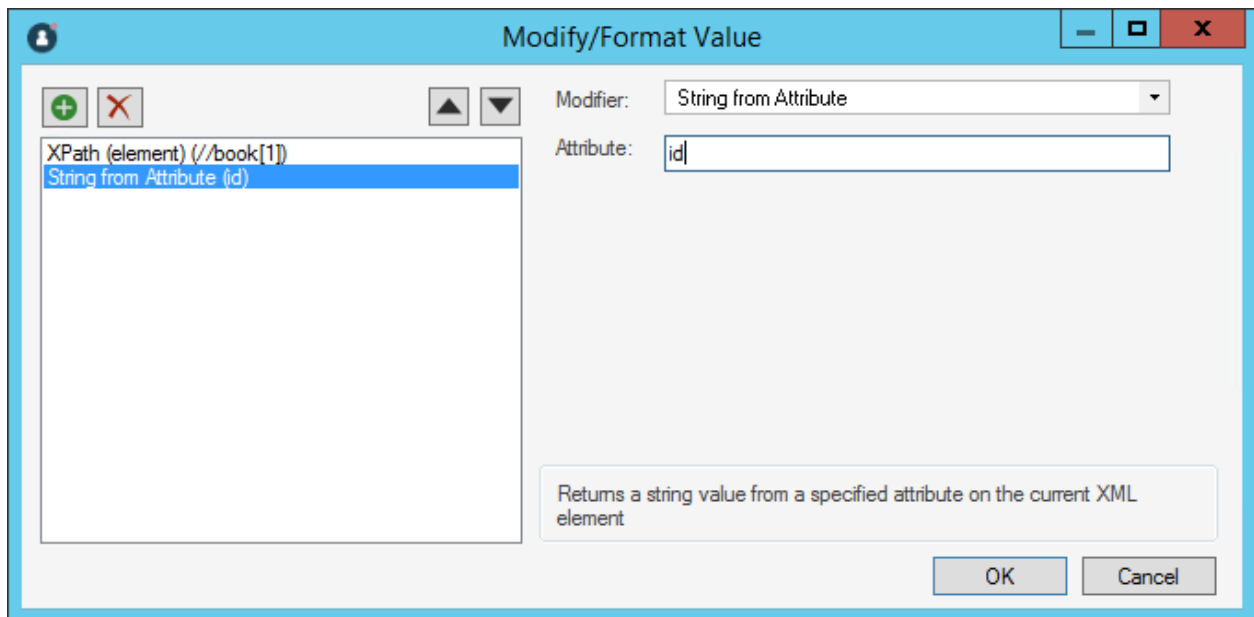 Modify/Format Value
X
XPath (element) (//book[1])
String from Attribute (id)
Modifier:
String from Attribute
Attribute:
id
Returns a string value from a specified attribute on the current XML
element
OK
Cancel